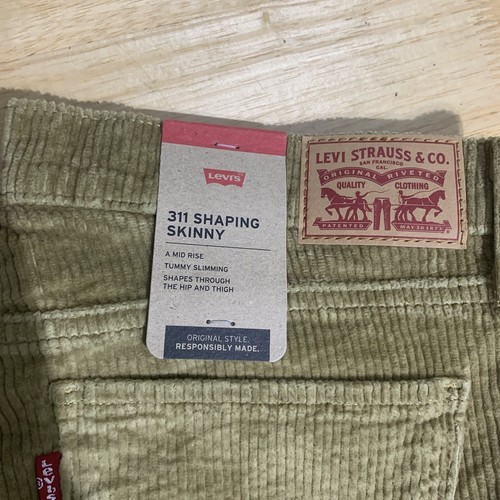 Levi's
311 SHAPING
SKINNY
A MID RISE
TUMMY SLIMMING
SHAPES THROUGH
THE HIP AND THIGH
ORIGINAL STYLE.
RESPONSIBLY MADE.
LEVI STRAUSS & CO.
SAN FRANCISCO
CAL.
ORIGINAL RIVETED
QUALITY CLOTHING
PATENTED MAY 20 1873
Levi's